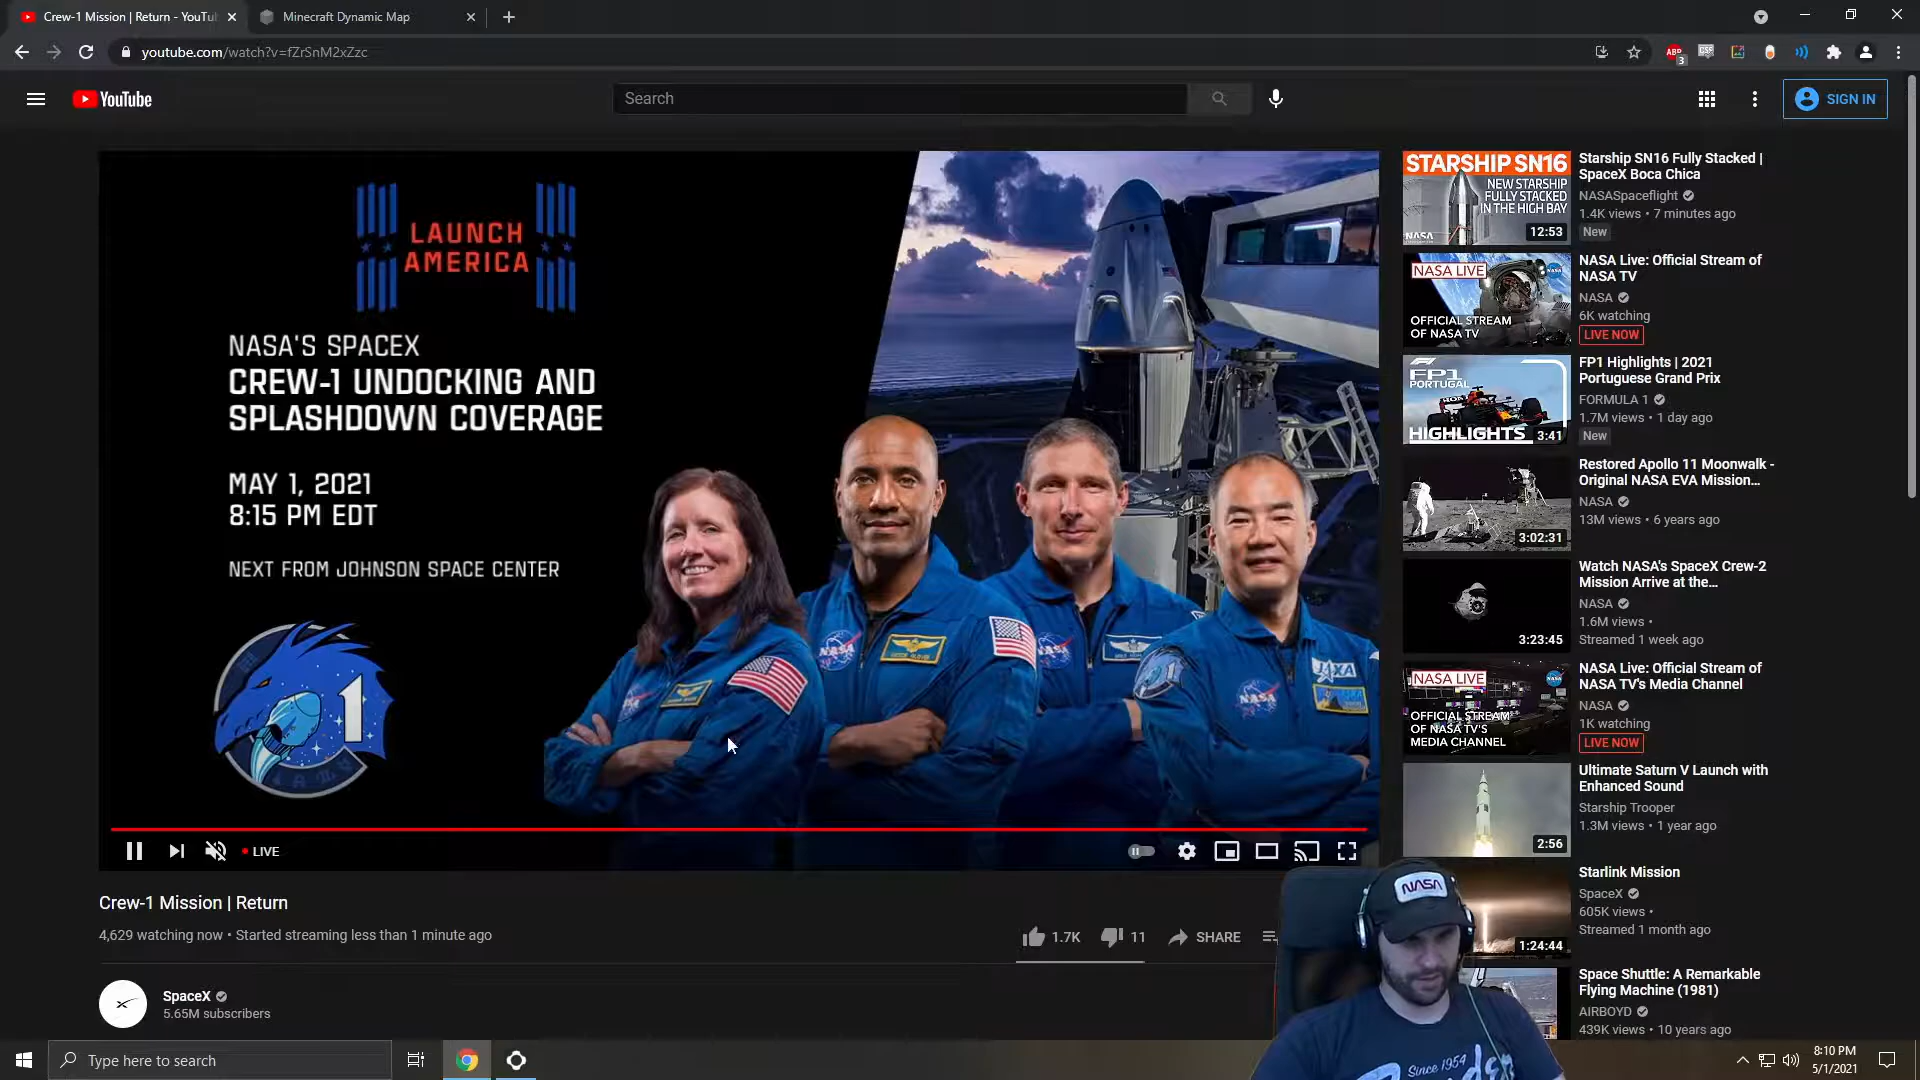 Crew-1 Mission | Return - YouTu
Minecraft Dynamic Map
youtube.com/watch?v=fZrSnM2xZzc
ABP
3
YouTube
Search
SIGN IN
LAUNCH
AMERICA
NASA'S SPACEX
CREW-1 UNDOCKING AND
SPLASHDOWN COVERAGE
MAY 1, 2021
8:15 PM EDT
NEXT FROM JOHNSON SPACE CENTER
1
NASA
NASA
NASA
JAXA
LIVE
Crew-1 Mission | Return
4,629 watching now • Started streaming less than 1 minute ago
1.7K
11
SHARE
SpaceX
5.65M subscribers
STARSHIP SN16
NEW STARSHIP
FULLY STACKED
IN THE HIGH BAY
NASA
12:53
Starship SN16 Fully Stacked |
SpaceX Boca Chica
NASASpaceflight
1.4K views • 7 minutes ago
New
NASA LIVE
OFFICIAL STREAM
OF NASA TV
NASA Live: Official Stream of
NASA TV
NASA
6K watching
LIVE NOW
FP1
PORTUGAL
HIGHLIGHTS
3:41
FP1 Highlights | 2021
Portuguese Grand Prix
FORMULA 1
1.7M views • 1 day ago
New
3:02:31
Restored Apollo 11 Moonwalk -
Original NASA EVA Mission...
NASA
13M views • 6 years ago
3:23:45
Watch NASA's SpaceX Crew-2
Mission Arrive at the...
NASA
1.6M views •
Streamed 1 week ago
NASA LIVE
OFFICIAL STREAM
OF NASA TV'S
MEDIA CHANNEL
NASA Live: Official Stream of
NASA TV's Media Channel
NASA
1K watching
LIVE NOW
2:56
Ultimate Saturn V Launch with
Enhanced Sound
Starship Trooper
1.3M views • 1 year ago
1:24:44
Starlink Mission
SpaceX
605K views •
Streamed 1 month ago
Space Shuttle: A Remarkable
Flying Machine (1981)
AIRBOYD
439K views • 10 years ago
NASA
Since 1954
Type here to search
8:10 PM
5/1/2021